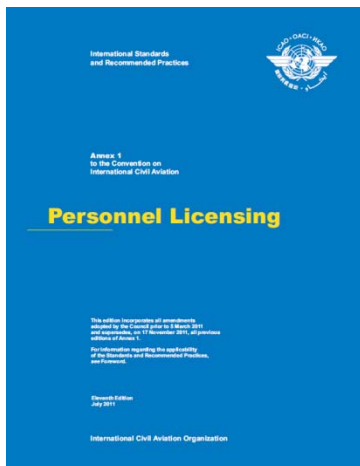 International Standards
and Recommended Practices
ICAO · OACI · ИКАО
Annex 1
to the Convention on
International Civil Aviation
Personnel Licensing
This edition incorporates all amendments
adopted by the Council prior to 8 March 2011
and supersedes, on 17 November 2011, all previous
editions of Annex 1.
For information regarding the applicability
of the Standards and Recommended Practices,
see Foreword.
Eleventh Edition
July 2011
International Civil Aviation Organization